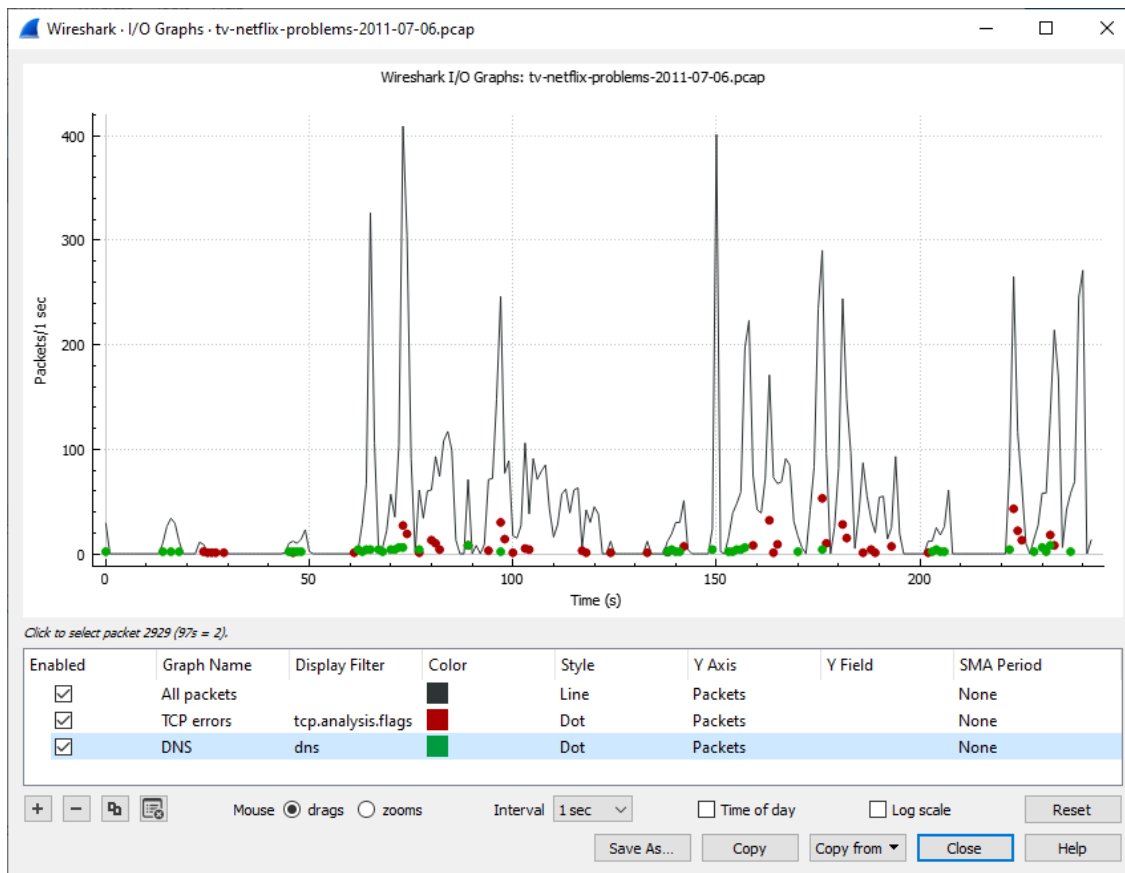 Wireshark · I/O Graphs · tv-netflix-problems-2011-07-06.pcap
Wireshark I/O Graphs: tv-netflix-problems-2011-07-06.pcap
400
300
200
100
0
Packets/1 sec
0 50 100 150 200
Time (s)
Click to select packet 2929 (97s = 2).
Enabled Graph Name Display Filter Color Style Y Axis Y Field SMA Period
All packets Line Packets None
TCP errors tcp.analysis.flags Dot Packets None
DNS dns Dot Packets None
+ − Mouse drags zooms Interval 1 sec Time of day Log scale Reset
Save As... Copy Copy from Close Help